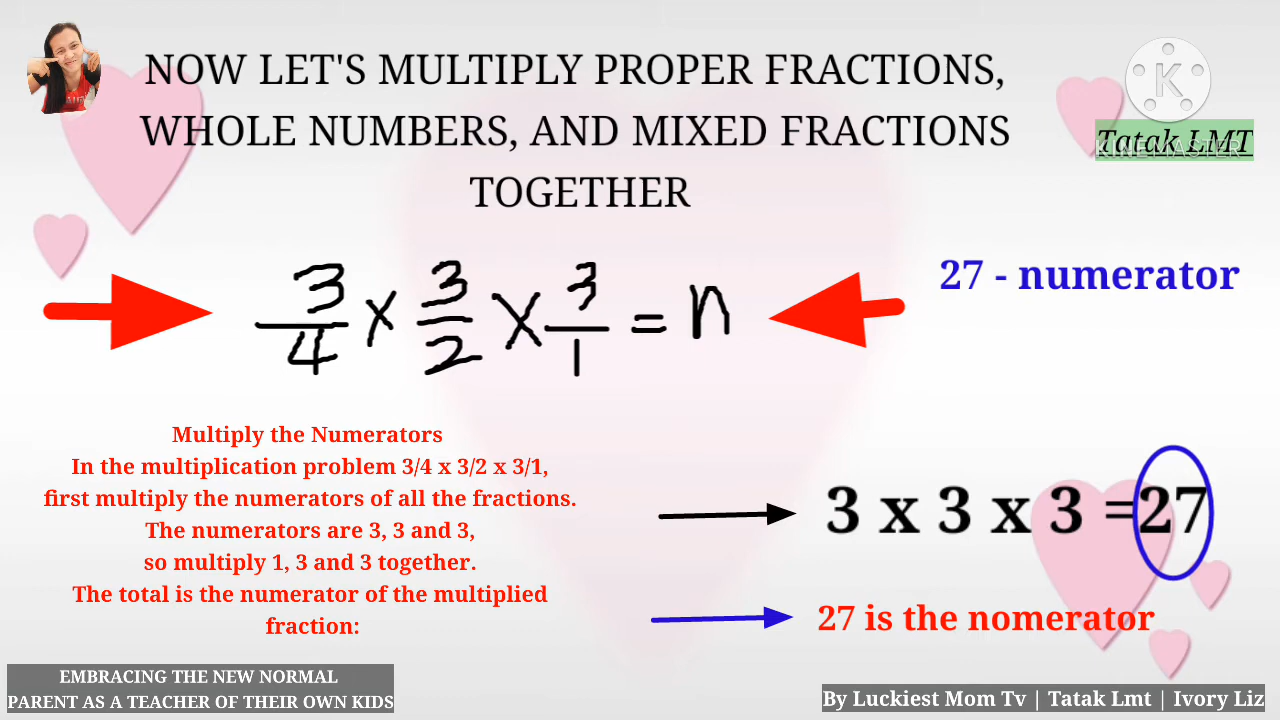 NOW LET'S MULTIPLY PROPER FRACTIONS,
WHOLE NUMBERS, AND MIXED FRACTIONS
TOGETHER
K
Tatak LMT
KINEMASTER
3/4 x 3/2 x 3/1 = n
27 - numerator
Multiply the Numerators
In the multiplication problem 3/4 x 3/2 x 3/1,
first multiply the numerators of all the fractions.
The numerators are 3, 3 and 3,
so multiply 1, 3 and 3 together.
The total is the numerator of the multiplied
fraction:
3 x 3 x 3 =27
27 is the nomerator
EMBRACING THE NEW NORMAL
PARENT AS A TEACHER OF THEIR OWN KIDS
By Luckiest Mom Tv | Tatak Lmt | Ivory Liz